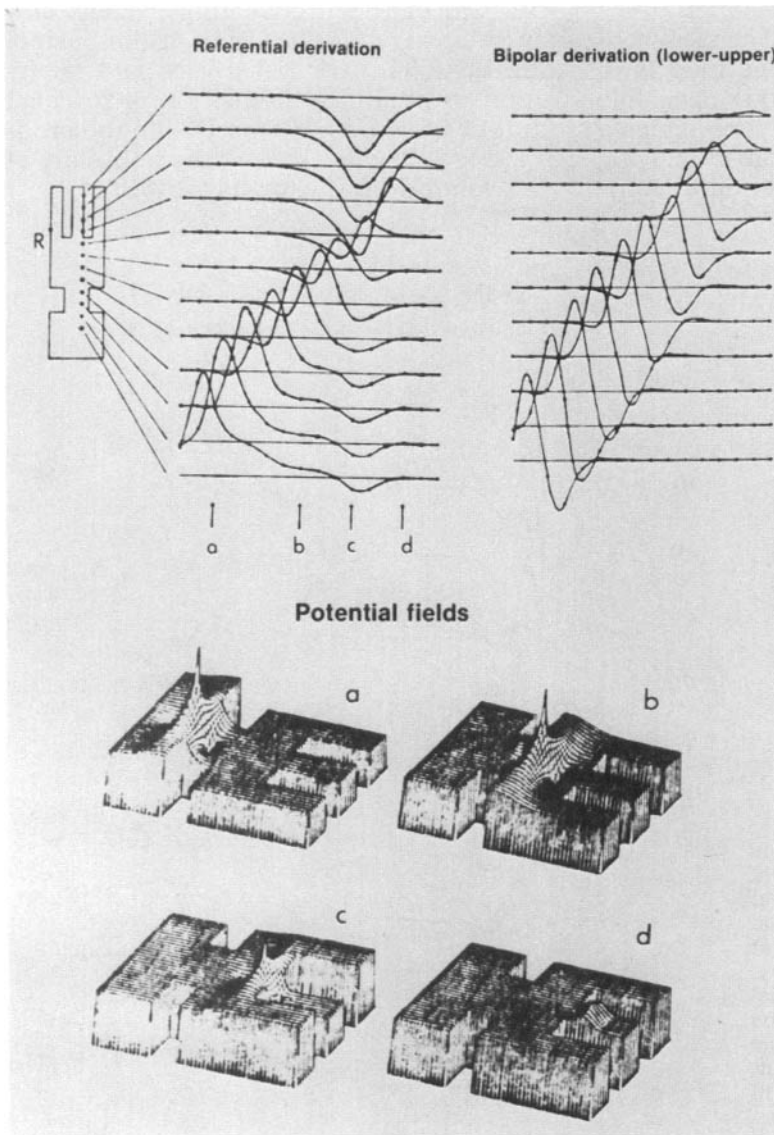 Referential derivation
Bipolar derivation (lower-upper)
R
a b c d
Potential fields
a
b
c
d